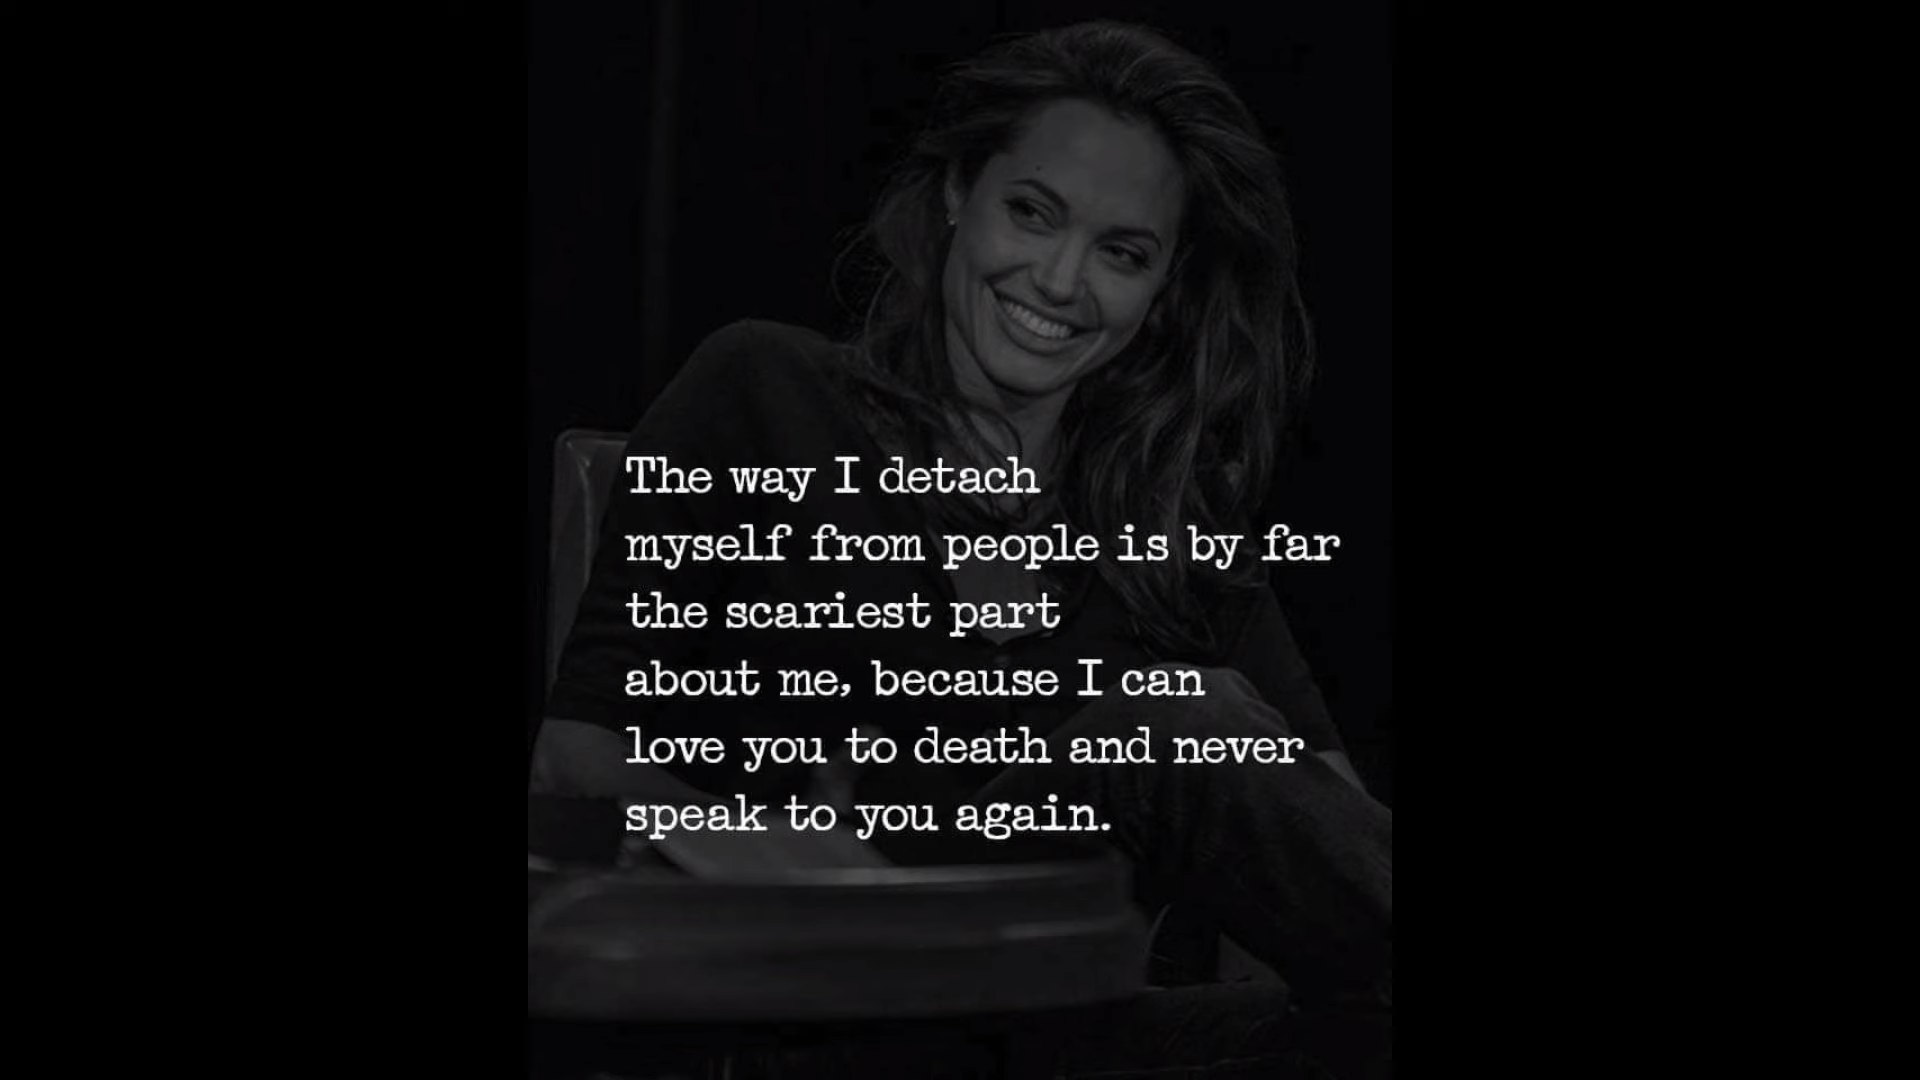 The way I detach
myself from people is by far
the scariest part
about me, because I can
love you to death and never
speak to you again.